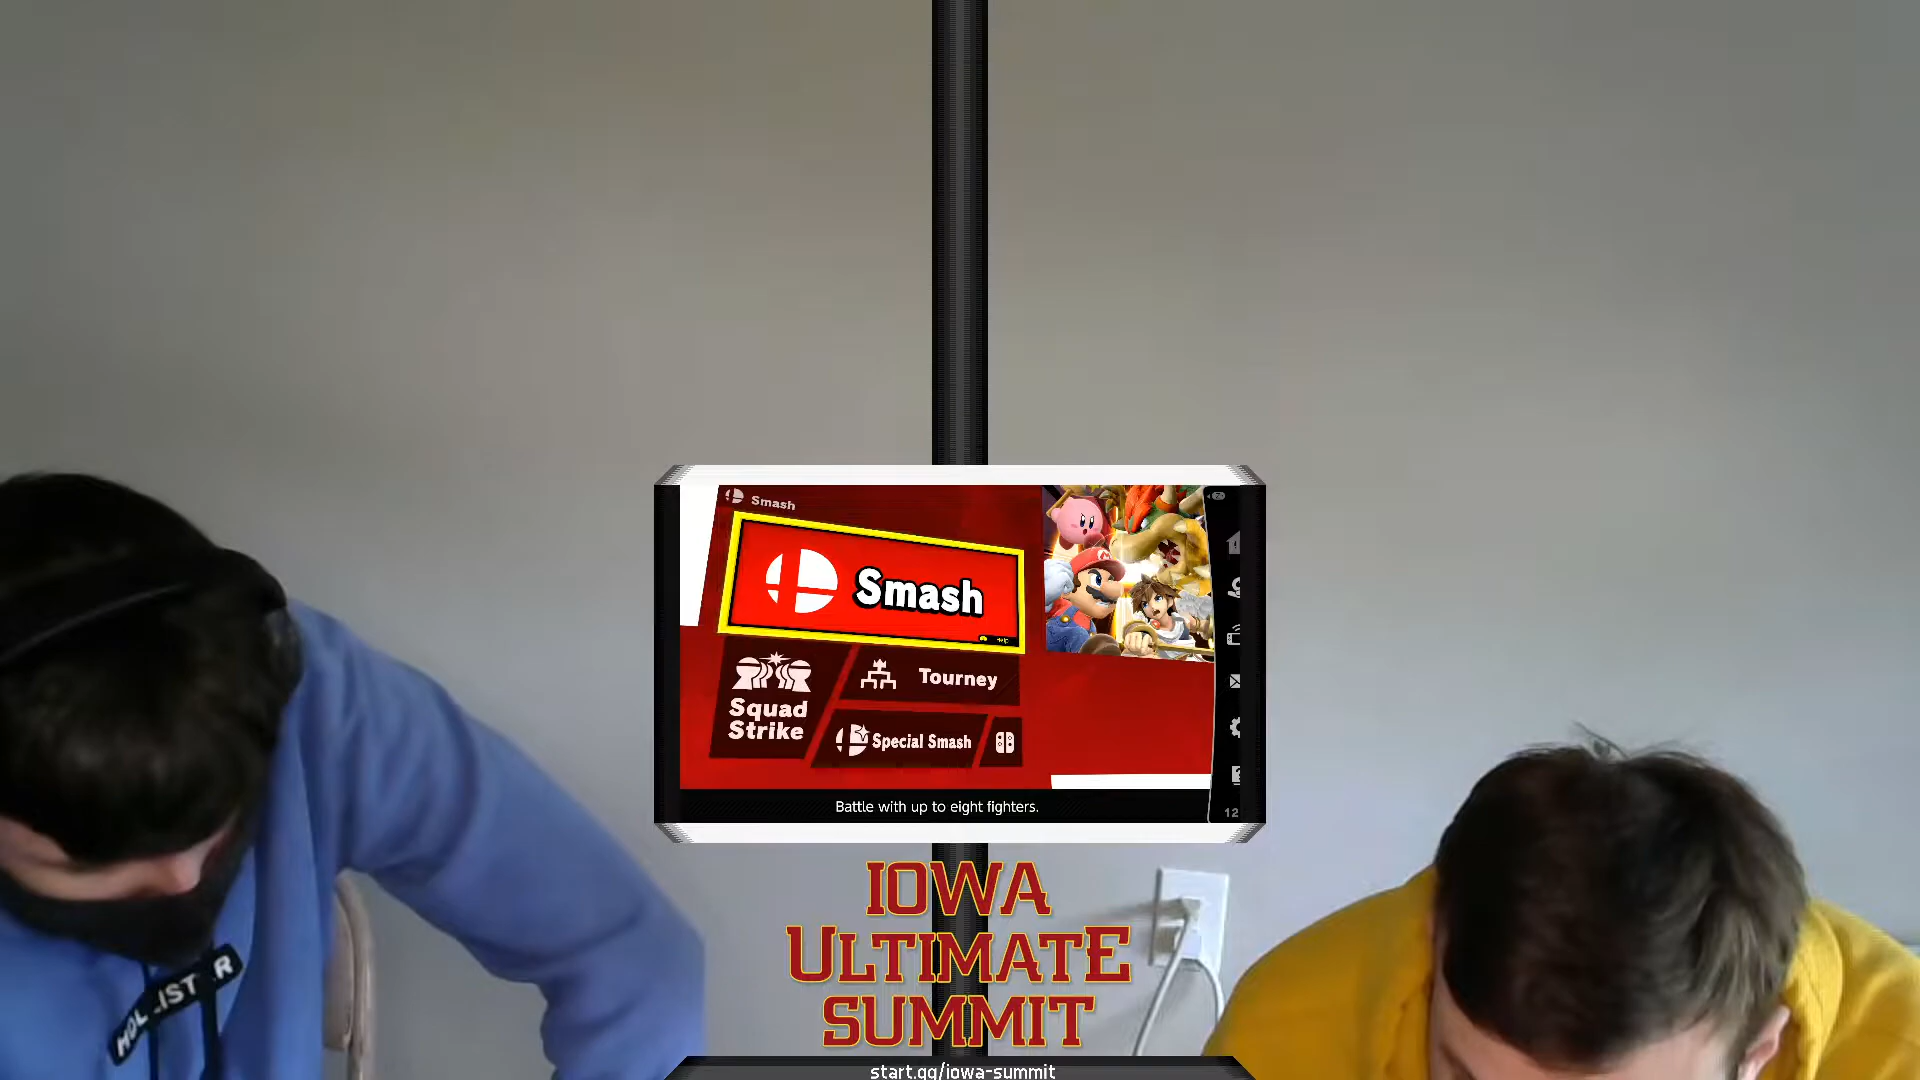 Smash
Smash
Help
Squad
Strike
Tourney
Special Smash
Battle with up to eight fighters.
12
IOWA
ULTIMATE
SUMMIT
start.gg/iowa-summit